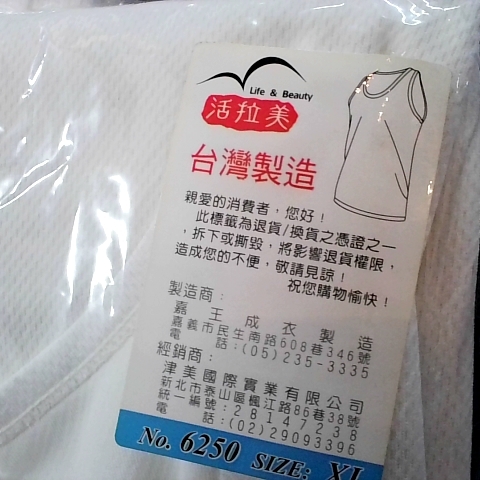 Life & Beauty
活拉美
台灣製造
親愛的消費者，您好！
此標籤為退貨/換貨之憑證之一
，拆下或撕毀，將影響退貨權限，
造成您的不便，敬請見諒！
祝您購物愉快！
製造商：
嘉王成衣製造
嘉義市民生南路608巷346號
電話：(05)235-3335
經銷商：
津美國際實業有限公司
新北市泰山區楓江路86巷38號
統一編號：28147238
電話：(02)29093396
No. 6250 SIZE: XL